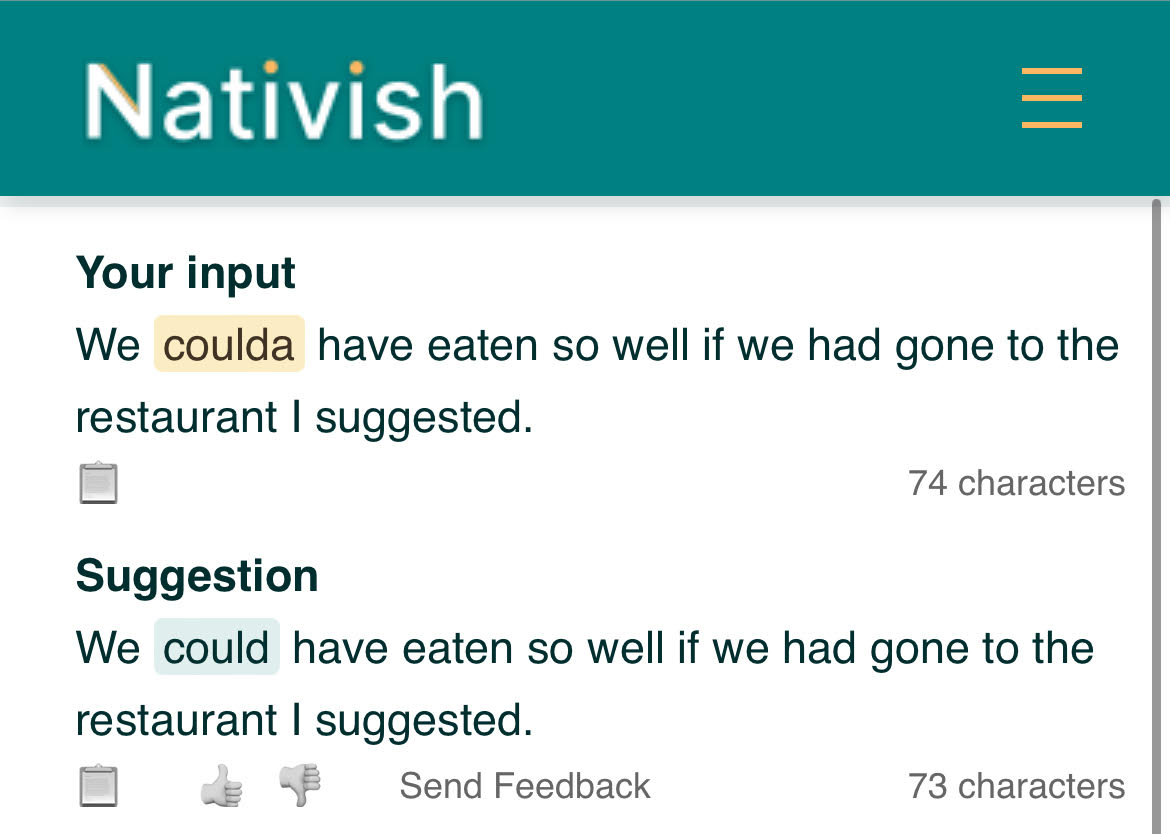 Nativish
Your input
We coulda have eaten so well if we had gone to the
restaurant I suggested.
74 characters
Suggestion
We could have eaten so well if we had gone to the
restaurant I suggested.
Send Feedback 73 characters